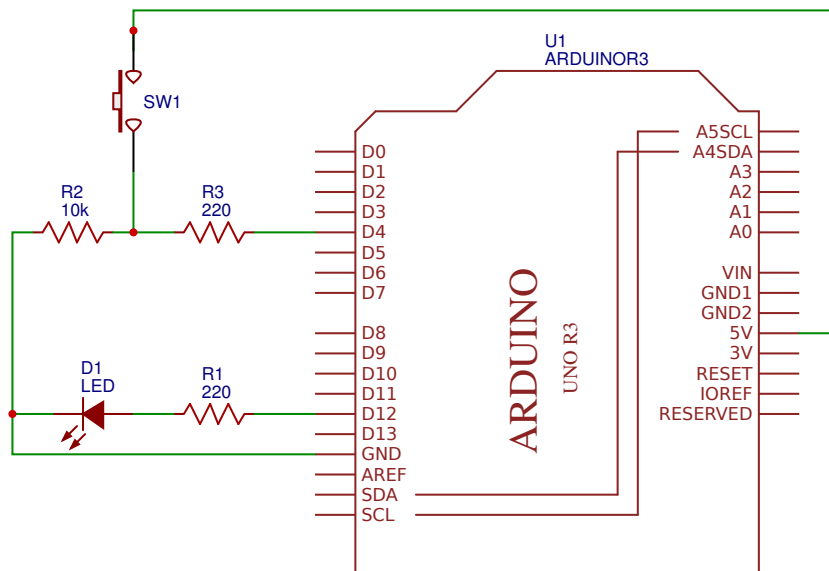 U1
ARDUINOR3
SW1
R2
10k
R3
220
D1
LED
R1
220
D0
D1
D2
D3
D4
D5
D6
D7
D8
D9
D10
D11
D12
D13
GND
AREF
SDA
SCL
ARDUINO
UNO R3
A5SCL
A4SDA
A3
A2
A1
A0
VIN
GND1
GND2
5V
3V
RESET
IOREF
RESERVED